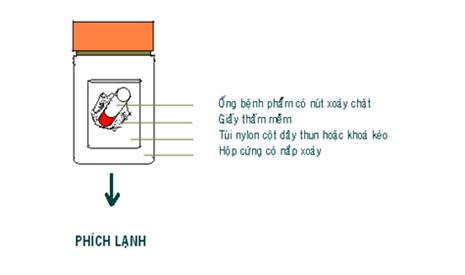 Ống bệnh phẩm có nút xoáy chặt
Giấy thấm mềm
Túi nylon cột dây thun hoặc khoá kéo
Hộp cứng có nắp xoáy
PHÍCH LẠNH